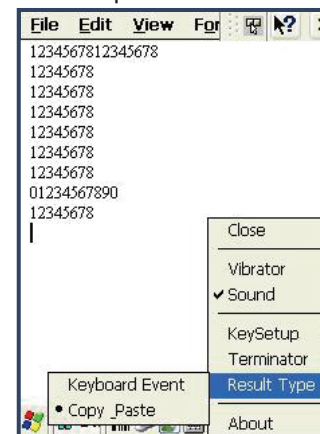 File Edit View For
1234567812345678
12345678
12345678
12345678
12345678
12345678
12345678
01234567890
12345678
Close
Vibrator
Sound
KeySetup
Terminator
Result Type
About
Keyboard Event
Copy _Paste